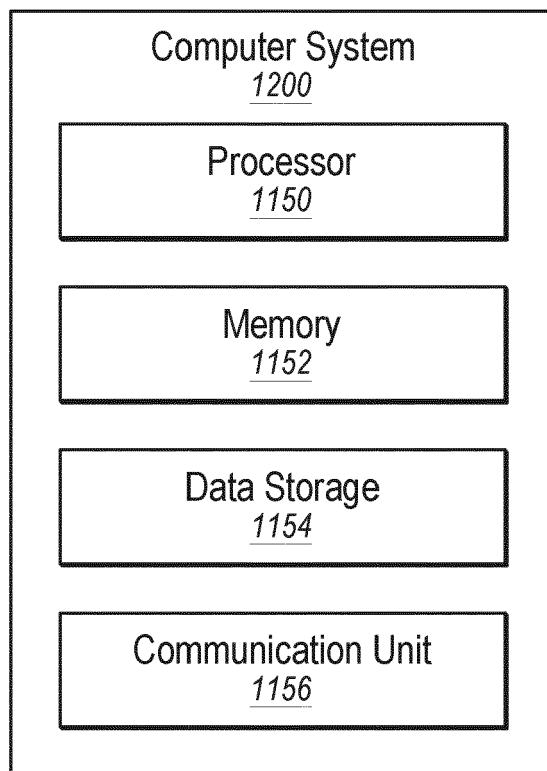 Computer System
1200
Processor
1150
Memory
1152
Data Storage
1154
Communication Unit
1156